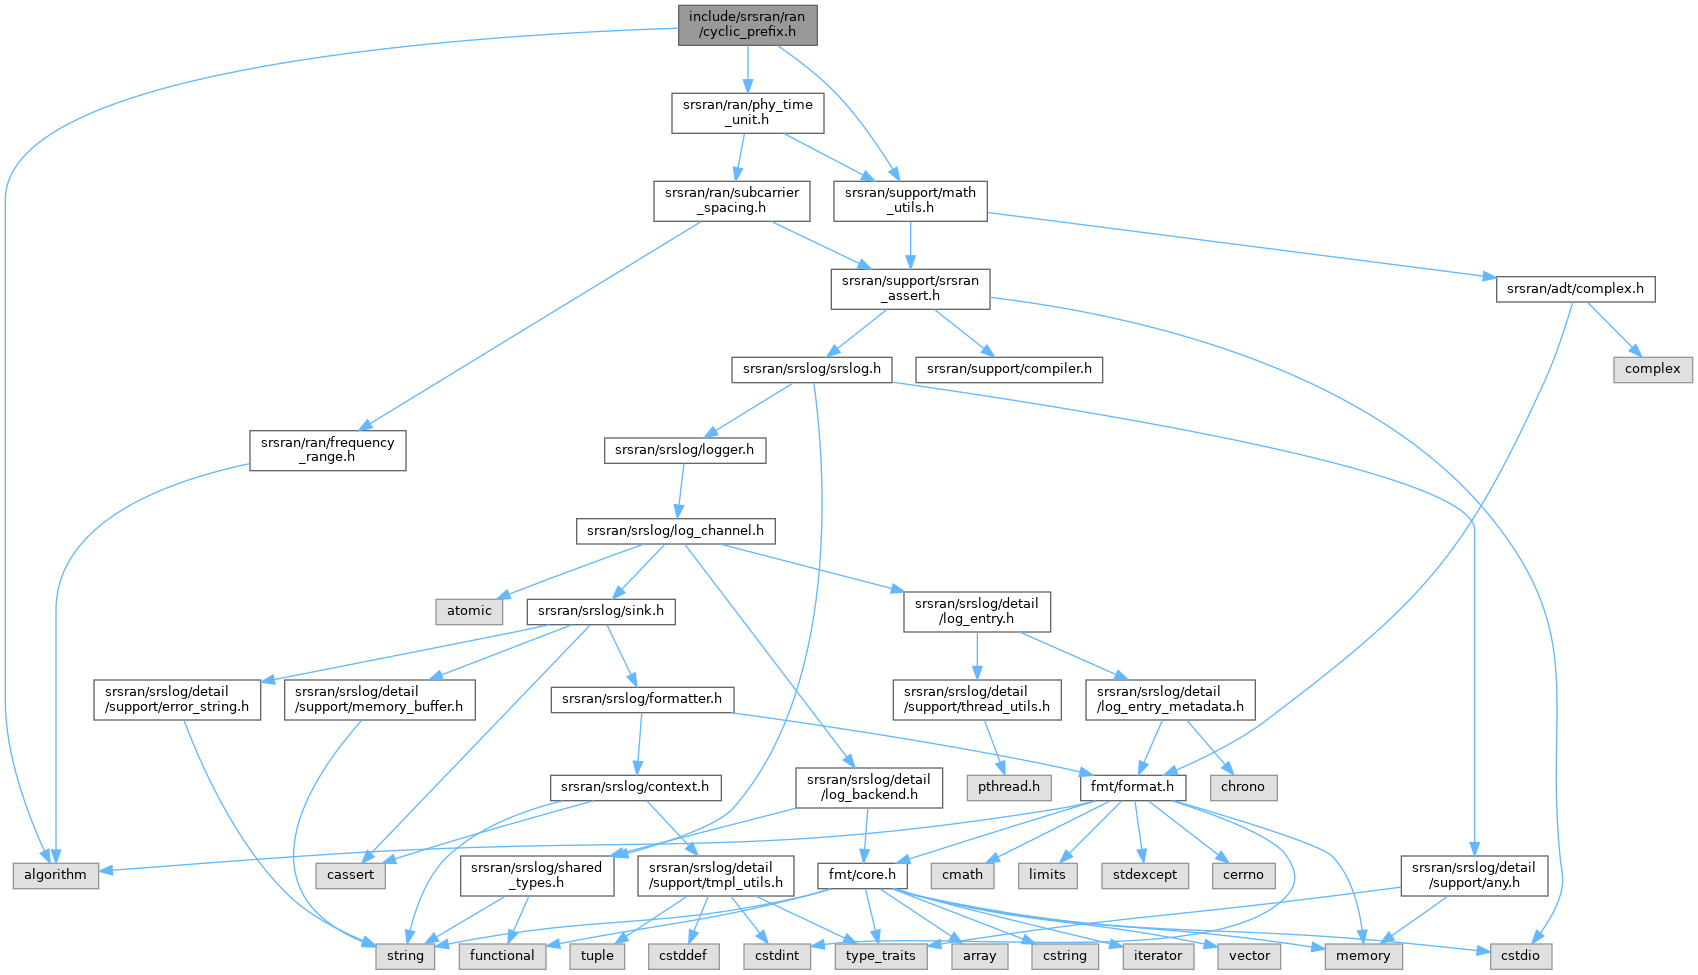 include/srsran/ran
/cyclic_prefix.h
srsran/ran/phy_time
_unit.h
srsran/ran/subcarrier
_spacing.h
srsran/support/math
_utils.h
srsran/support/srsran
_assert.h
srsran/adt/complex.h
srsran/srslog/srslog.h
srsran/support/compiler.h
complex
srsran/ran/frequency
_range.h
srsran/srslog/logger.h
srsran/srslog/log_channel.h
atomic
srsran/srslog/sink.h
srsran/srslog/detail
/log_entry.h
srsran/srslog/detail
/support/error_string.h
srsran/srslog/detail
/support/memory_buffer.h
srsran/srslog/formatter.h
srsran/srslog/detail
/support/thread_utils.h
srsran/srslog/detail
/log_entry_metadata.h
srsran/srslog/context.h
srsran/srslog/detail
/log_backend.h
pthread.h
fmt/format.h
chrono
algorithm
cassert
srsran/srslog/shared
_types.h
srsran/srslog/detail
/support/tmpl_utils.h
fmt/core.h
cmath
limits
stdexcept
cerrno
srsran/srslog/detail
/support/any.h
string
functional
tuple
cstddef
cstdint
type_traits
array
cstring
iterator
vector
memory
cstdio